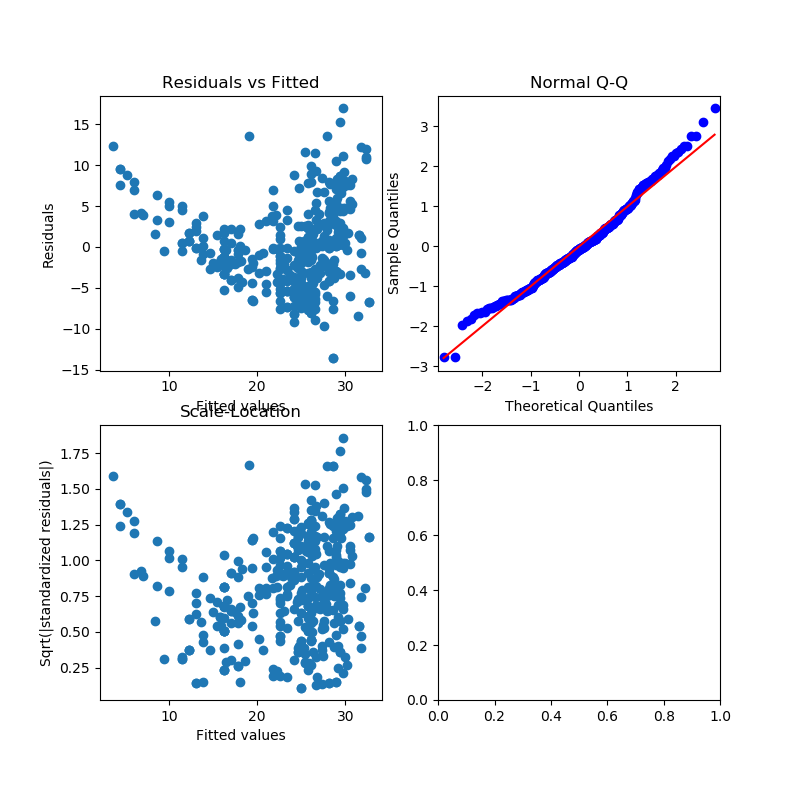 Residuals vs Fitted
15
10
5
0
−5
−10
−15
Residuals
10 20 30
Fitted values
Normal Q-Q
3
2
1
0
−1
−2
−3
Sample Quantiles
−2 −1 0 1 2
Theoretical Quantiles
Scale-Location
1.75
1.50
1.25
1.00
0.75
0.50
0.25
Sqrt(|standardized residuals|)
10 20 30
Fitted values
1.0
0.8
0.6
0.4
0.2
0.0
0.0 0.2 0.4 0.6 0.8 1.0